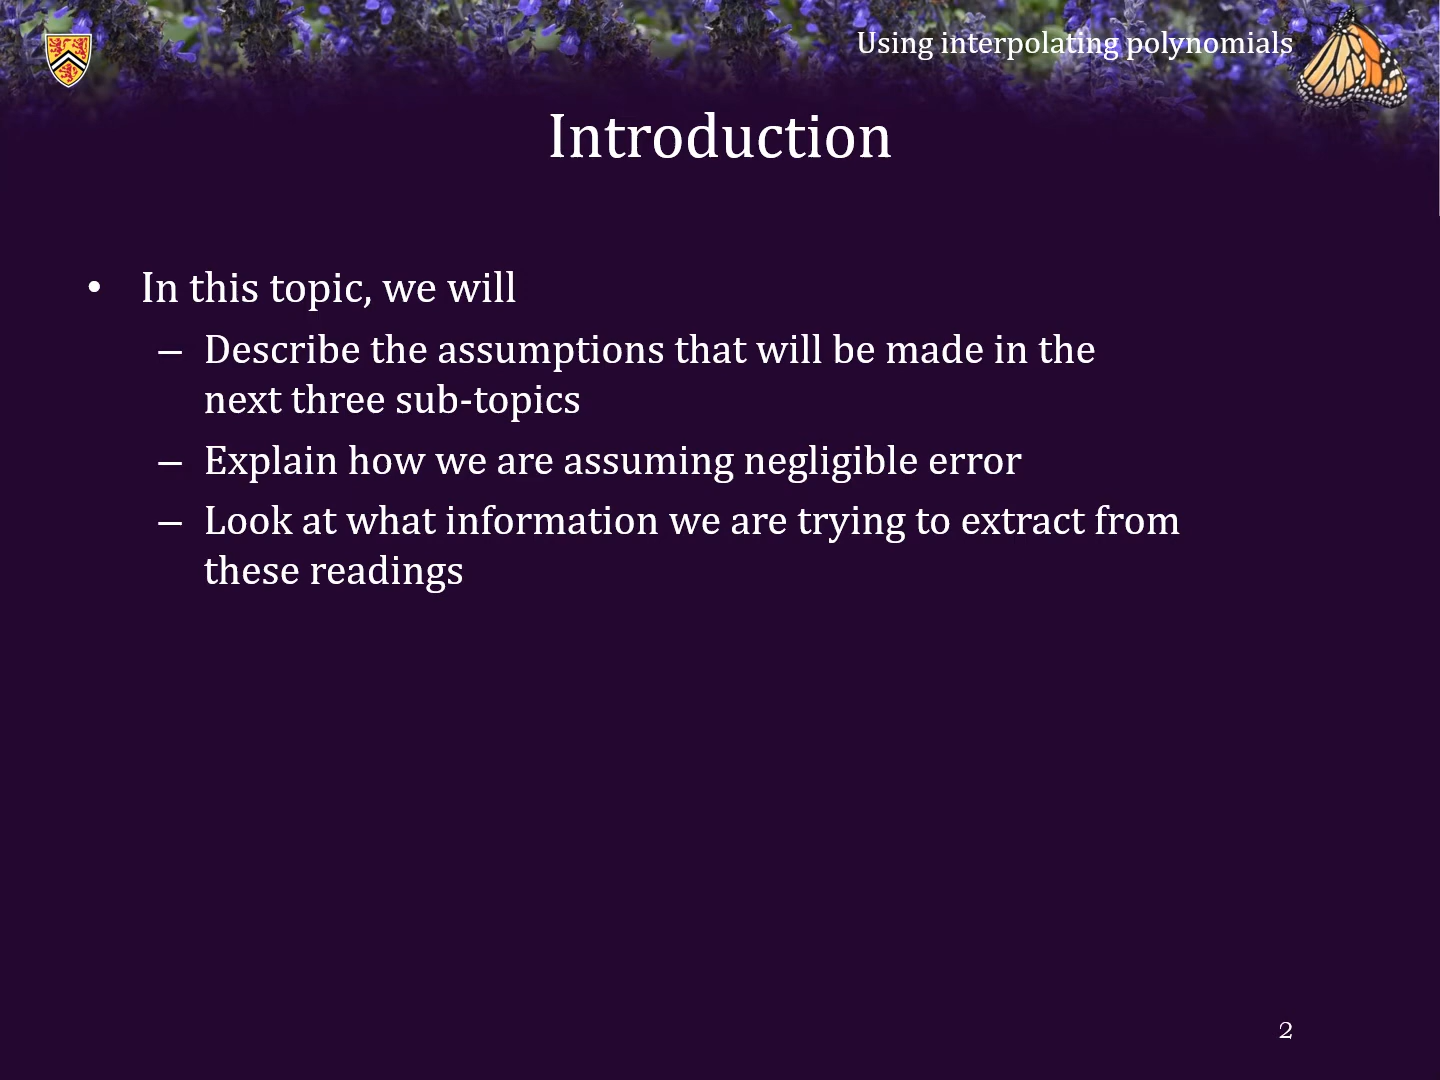 Using interpolating polynomials
Introduction
• In this topic, we will
– Describe the assumptions that will be made in the
next three sub-topics
– Explain how we are assuming negligible error
– Look at what information we are trying to extract from
these readings
2